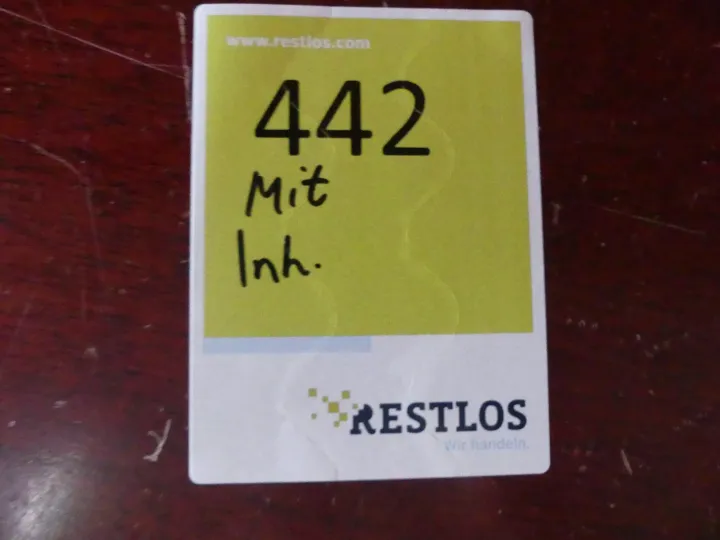 www.restlos.com
442
Mit
Inh.
RESTLOS
Wir handeln.